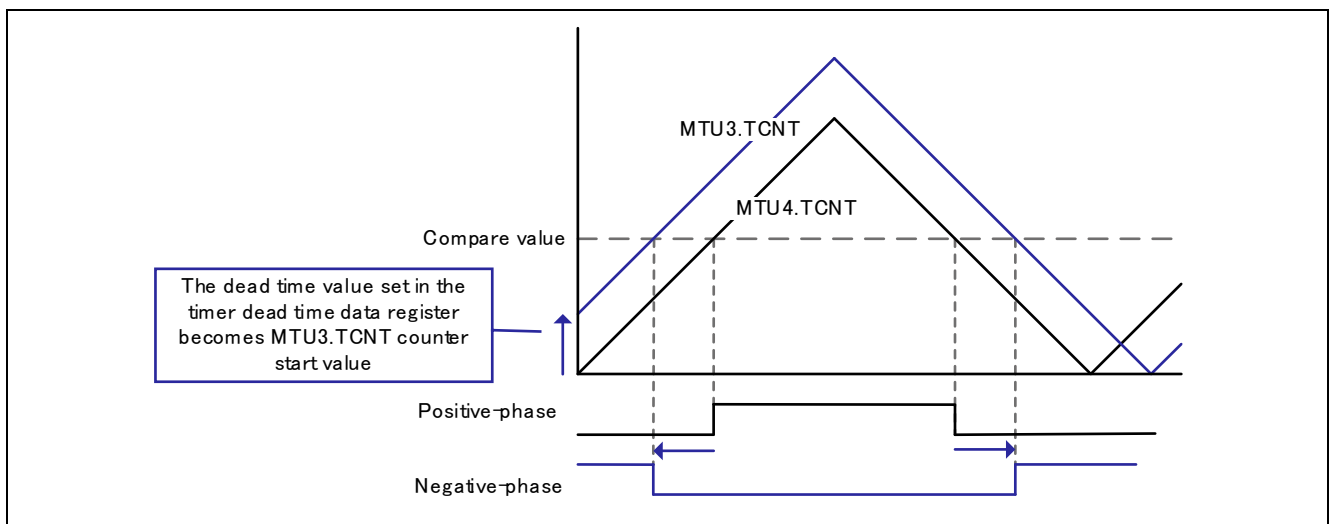 MTU3.TCNT
MTU4.TCNT
Compare value
The dead time value set in the
timer dead time data register
becomes MTU3.TCNT counter
start value
Positive-phase
Negative-phase